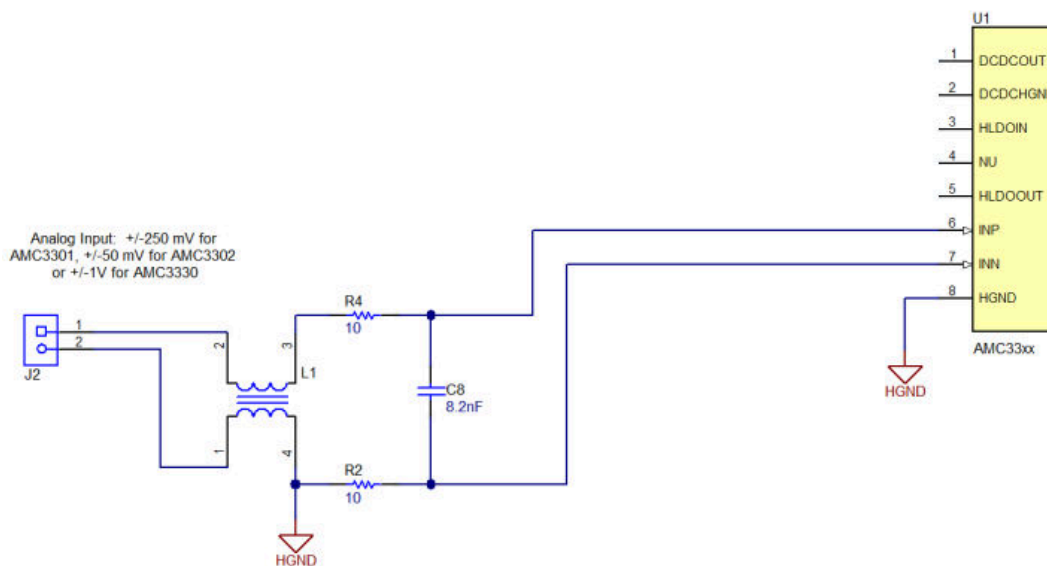 U1
1 DCDCOUT
2 DCDCHGND
3 HLDOIN
4 NU
5 HLDOOUT
6 INP
7 INN
8 HGND
AMC33xx
HGND
Analog Input: +/-250 mV for
AMC3301, +/-50 mV for AMC3302
or +/-1V for AMC3330
1
2
J2
2
3
L1
1
4
R4
10
C8
8.2nF
R2
10
HGND